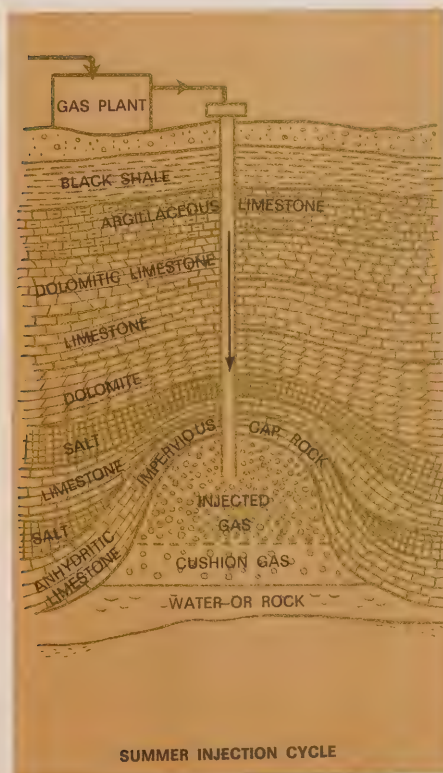 GAS PLANT
BLACK SHALE
ARGILLACEOUS LIMESTONE
DOLOMITIC LIMESTONE
LIMESTONE
DOLOMITE
SALT
LIMESTONE
IMPERVIOUS CAP ROCK
SALT
ANHYDRITIC
LIMESTONE
INJECTED
GAS
CUSHION GAS
WATER OR ROCK
SUMMER INJECTION CYCLE